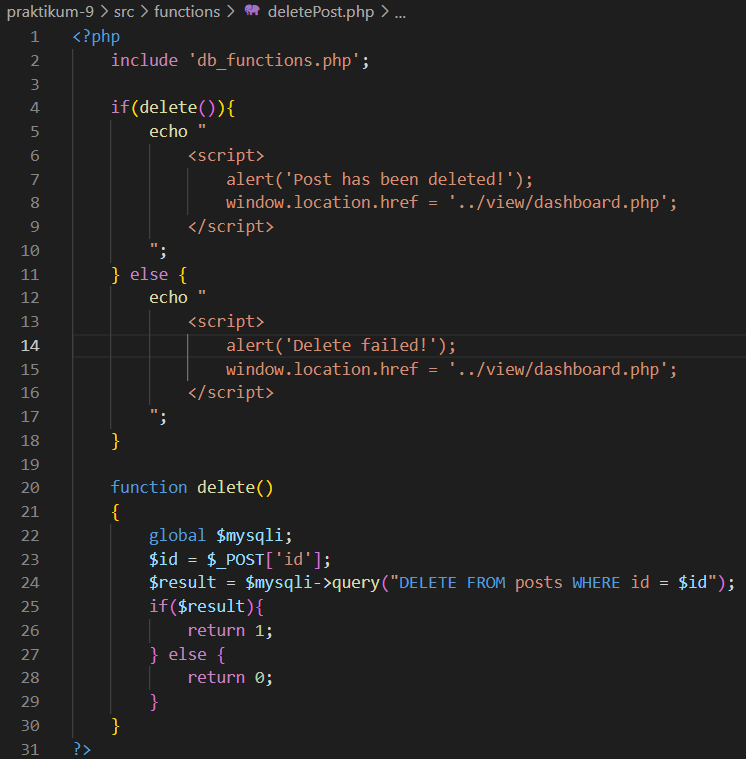 praktikum-9 > src > functions > deletePost.php > ...
1 <?php
2 include 'db_functions.php';
3
4 if(delete()){
5 echo "
6 <script>
7 alert('Post has been deleted!');
8 window.location.href = '../view/dashboard.php';
9 </script>
10 ";
11 } else {
12 echo "
13 <script>
14 alert('Delete failed!');
15 window.location.href = '../view/dashboard.php';
16 </script>
17 ";
18 }
19
20 function delete()
21 {
22 global $mysqli;
23 $id = $_POST['id'];
24 $result = $mysqli->query("DELETE FROM posts WHERE id = $id");
25 if($result){
26 return 1;
27 } else {
28 return 0;
29 }
30 }
31 ?>